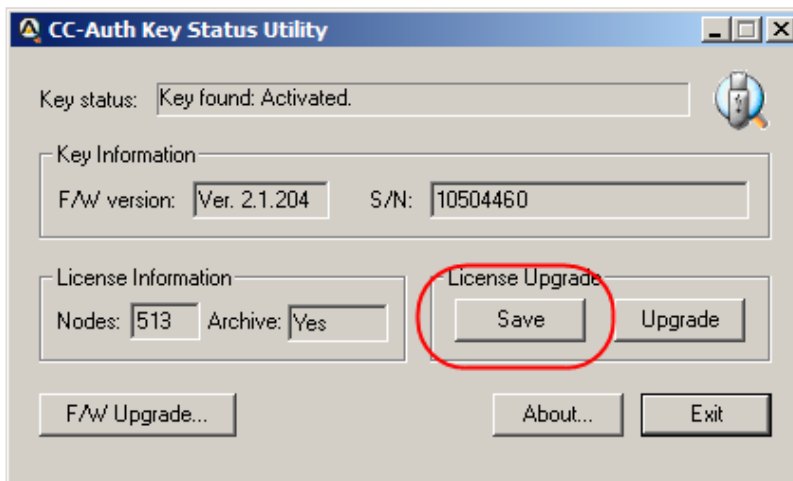 CC-Auth Key Status Utility
Key status: Key found: Activated.
Key Information
F/W version: Ver. 2.1.204 S/N: 10504460
License Information License Upgrade
Nodes: 513 Archive: Yes Save Upgrade
F/W Upgrade... About... Exit